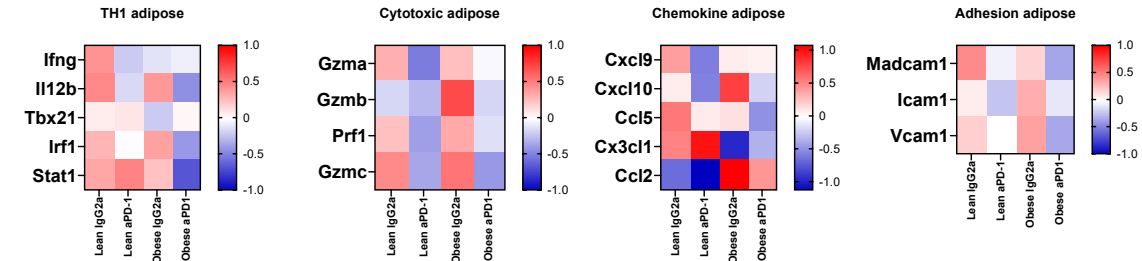 TH1 adipose
Ifng
Il12b
Tbx21
Irf1
Stat1
1.0
0.5
0.0
-0.5
-1.0
Lean IgG2a
Lean aPD-1
Obese IgG2a
Obese aPD1
Cytotoxic adipose
Gzma
Gzmb
Prf1
Gzmc
1.0
0.5
0.0
-0.5
-1.0
Lean IgG2a
Lean aPD-1
Obese IgG2a
Obese aPD1
Chemokine adipose
Cxcl9
Cxcl10
Ccl5
Cx3cl1
Ccl2
1.0
0.5
0.0
-0.5
-1.0
Lean IgG2a
Lean aPD-1
Obese IgG2a
Obese aPD1
Adhesion adipose
Madcam1
Icam1
Vcam1
1.0
0.5
0.0
-0.5
-1.0
Lean IgG2a
Lean aPD-1
Obese IgG2a
Obese aPD1